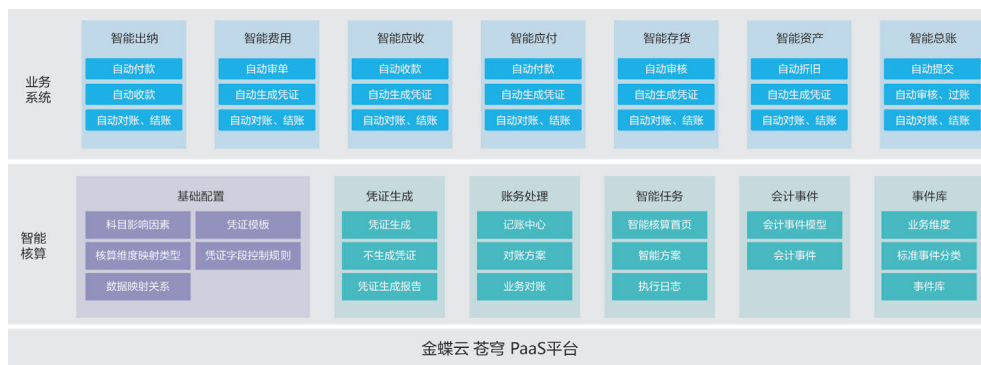 业务
系统
智能出纳
自动付款
自动收款
自动对账、结账
智能费用
自动审单
自动生成凭证
自动对账、结账
智能应收
自动收款
自动生成凭证
自动对账、结账
智能应付
自动付款
自动生成凭证
自动对账、结账
智能存货
自动审核
自动生成凭证
自动对账、结账
智能资产
自动折旧
自动生成凭证
自动对账、结账
智能总账
自动提交
自动审核、过账
自动对账、结账
智能
核算
基础配置
科目影响因素
凭证模板
核算维度映射类型
凭证字段控制规则
数据映射关系
凭证生成
凭证生成
不生成凭证
凭证生成报告
账务处理
记账中心
对账方案
业务对账
智能任务
智能核算首页
智能方案
执行日志
会计事件
会计事件模型
会计事件
事件库
业务维度
标准事件分类
事件库
金蝶云 苍穹 PaaS平台